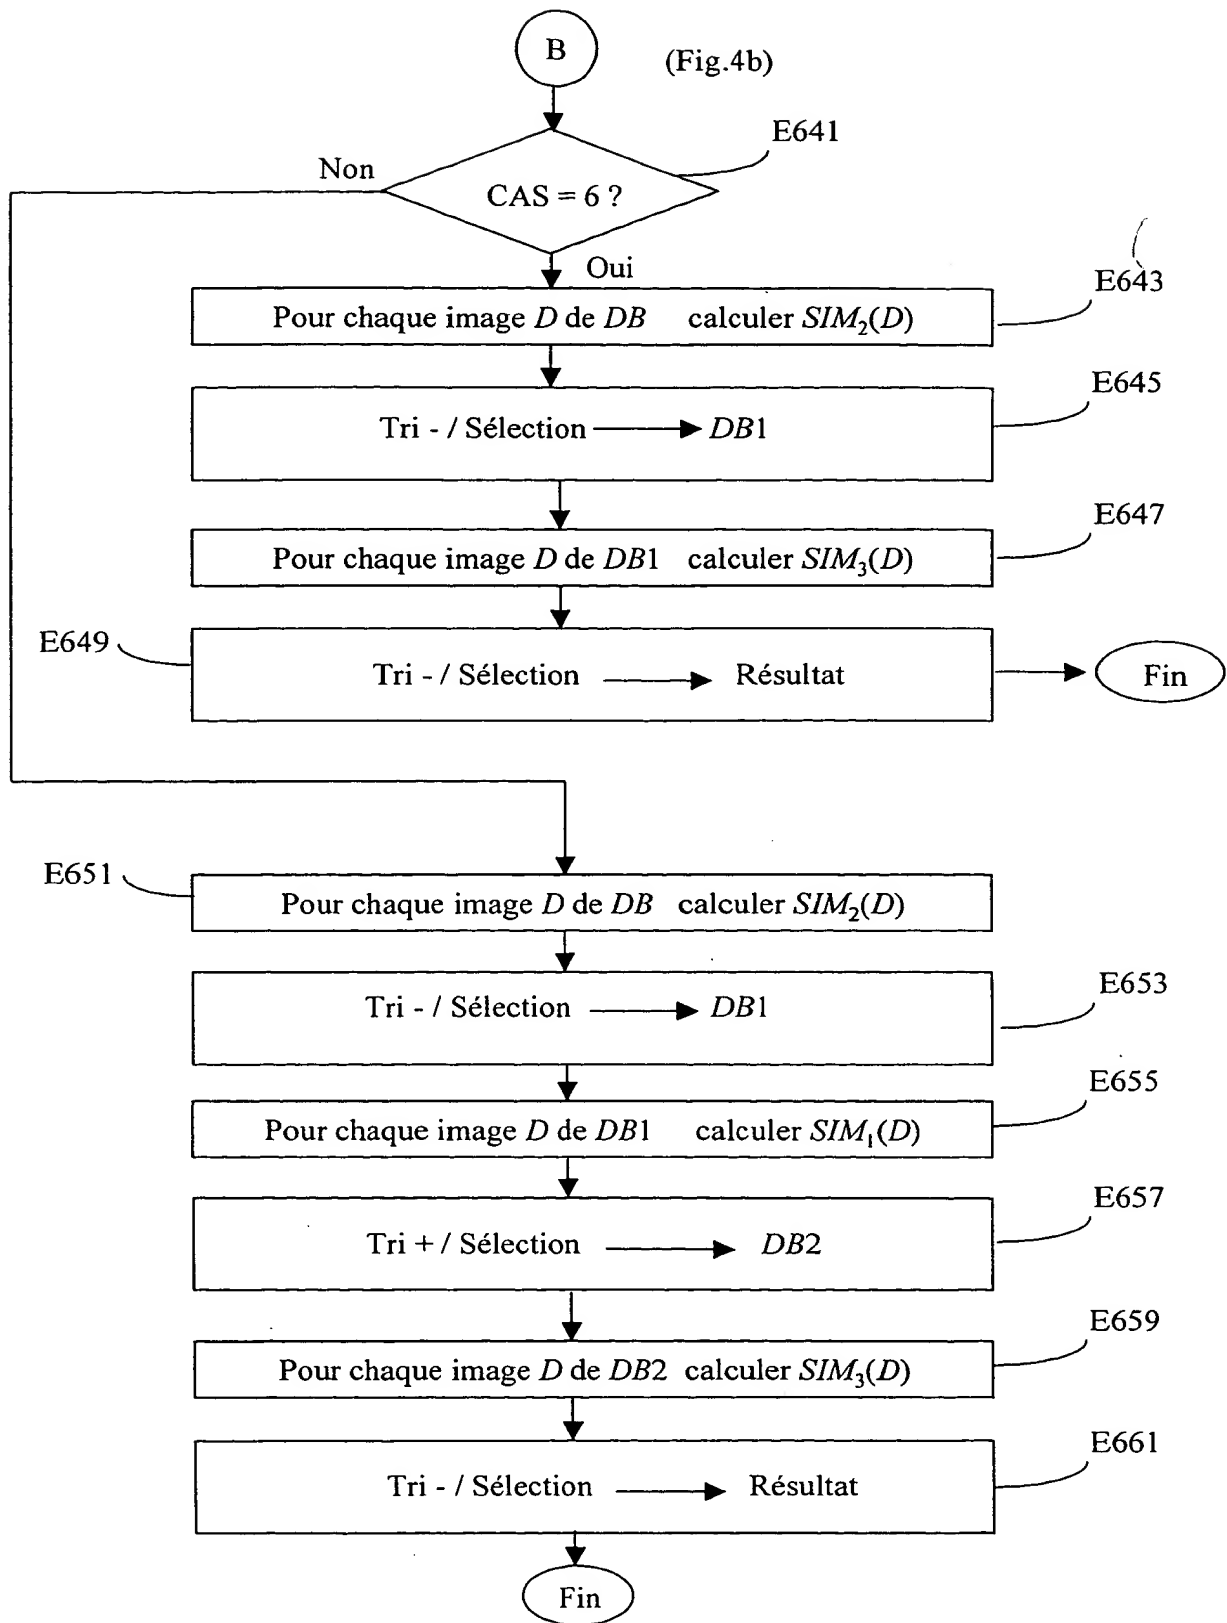 B
(Fig.4b)
E641
Non
CAS = 6 ?
Oui
E643
Pour chaque image D de DB calculer SIM₂(D)
E645
Tri - / Sélection DB1
E647
Pour chaque image D de DB1 calculer SIM₃(D)
E649
Tri - / Sélection Résultat
Fin
E651
Pour chaque image D de DB calculer SIM₂(D)
E653
Tri - / Sélection DB1
E655
Pour chaque image D de DB1 calculer SIM₁(D)
E657
Tri + / Sélection DB2
E659
Pour chaque image D de DB2 calculer SIM₃(D)
E661
Tri - / Sélection Résultat
Fin